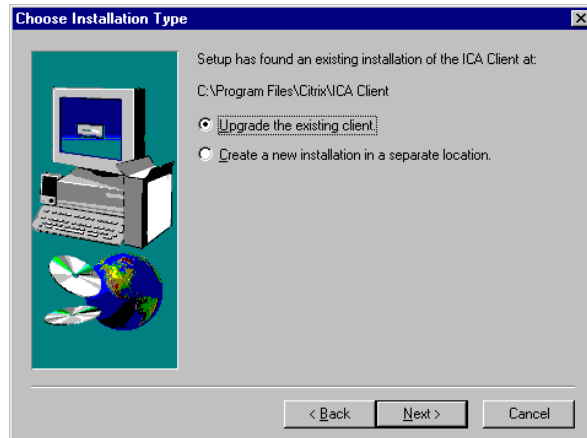 Choose Installation Type
Setup has found an existing installation of the ICA Client at:
C:\Program Files\Citrix\ICA Client
Upgrade the existing client.
Create a new installation in a separate location.
< Back
Next >
Cancel